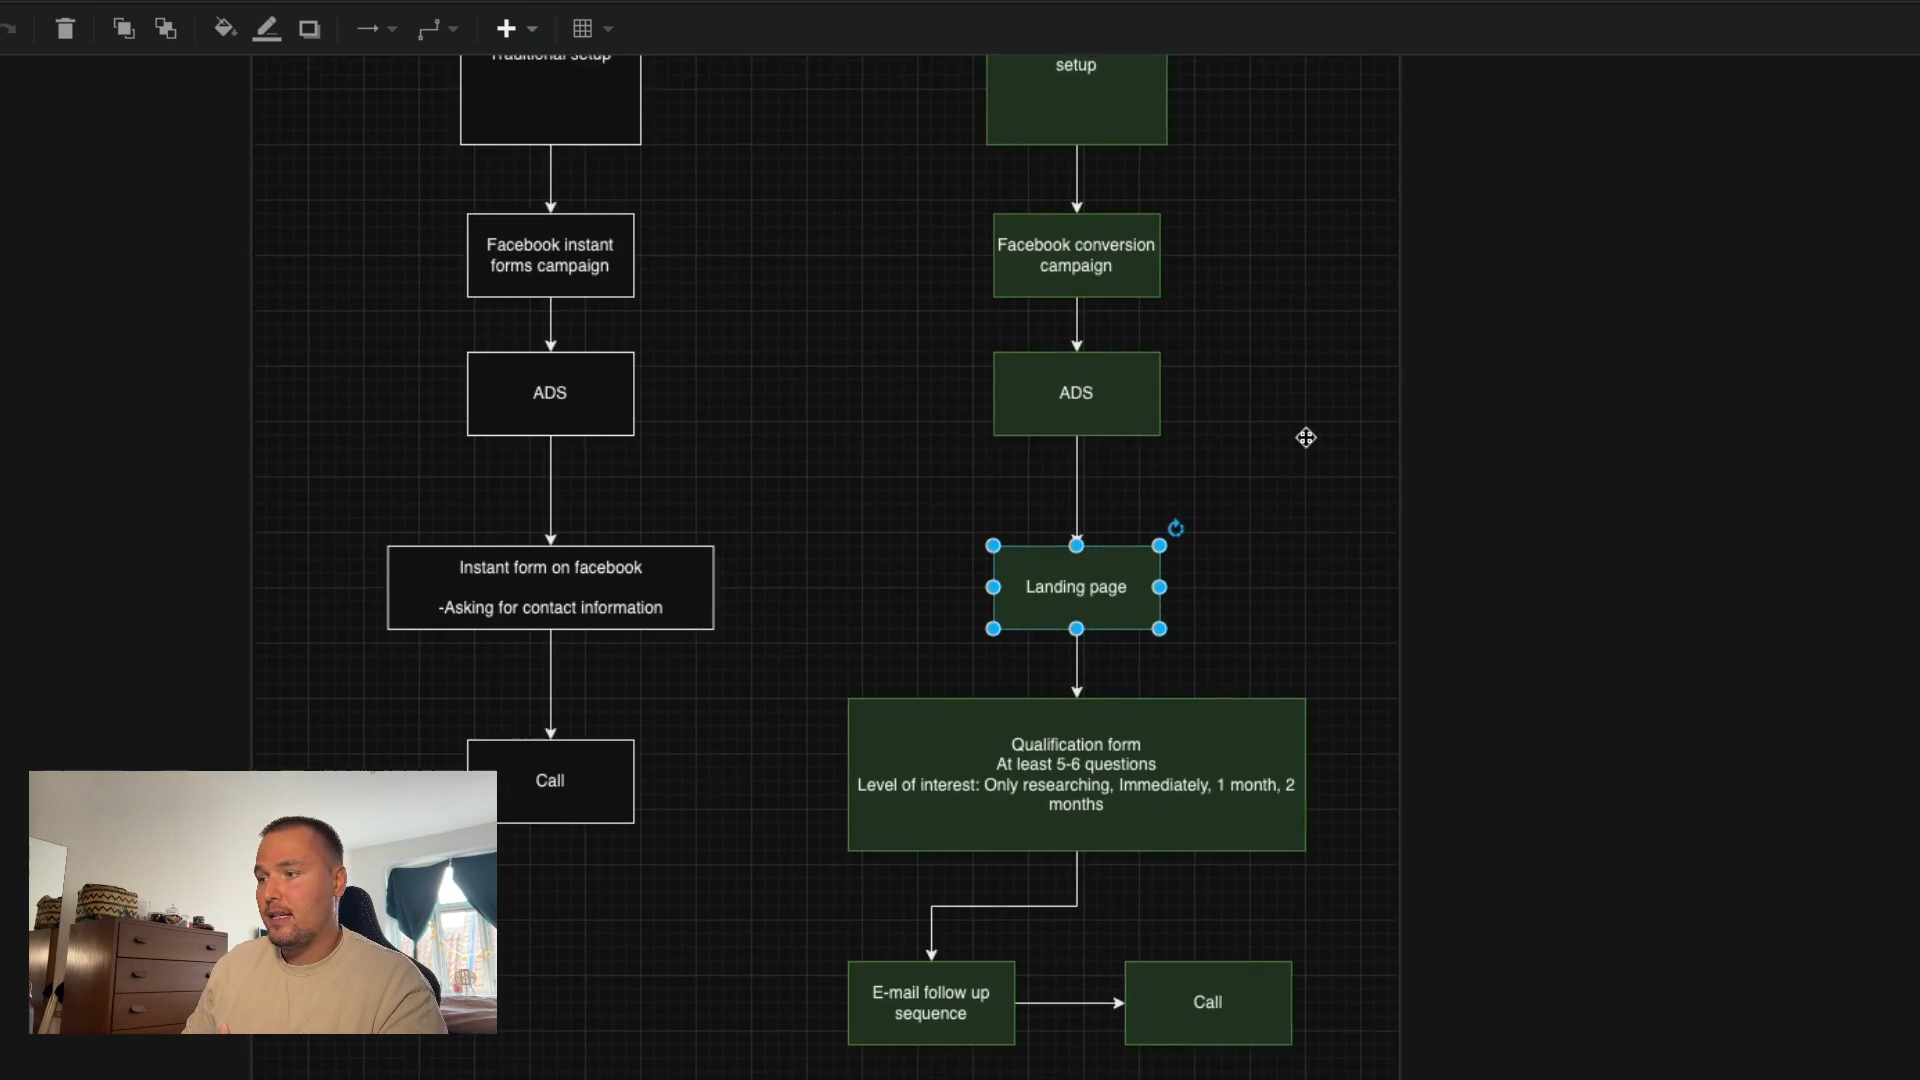 Traditional setup
setup
Facebook instant
forms campaign
Facebook conversion
campaign
ADS
ADS
Instant form on facebook
-Asking for contact information
Landing page
Qualification form
At least 5-6 questions
Level of interest: Only researching, Immediately, 1 month, 2
months
Call
E-mail follow up
sequence
Call